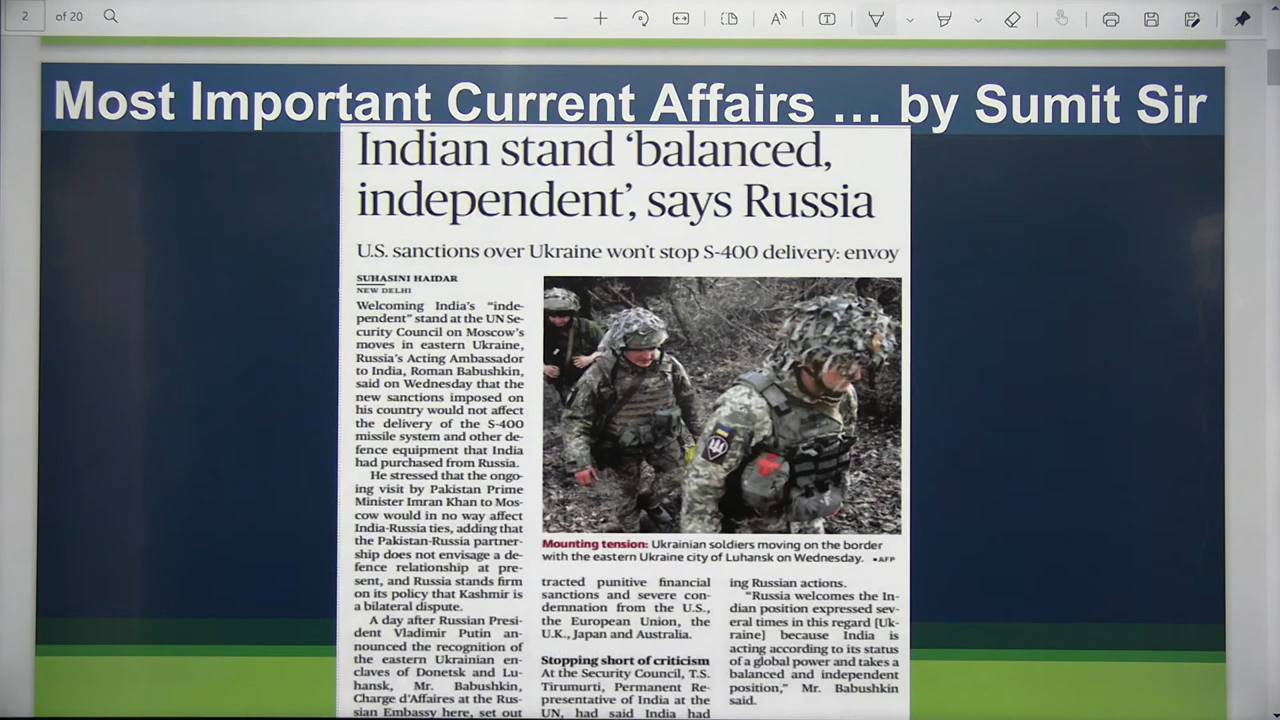 2 of 20
Most Important Current Affairs ... by Sumit Sir
Indian stand ‘balanced,
independent’, says Russia
U.S. sanctions over Ukraine won’t stop S-400 delivery: envoy
SUHASINI HAIDAR
NEW DELHI
Welcoming India’s “inde-
pendent” stand at the UN Se-
curity Council on Moscow’s
moves in eastern Ukraine,
Russia’s Acting Ambassador
to India, Roman Babushkin,
said on Wednesday that the
new sanctions imposed on
his country would not affect
the delivery of the S-400
missile system and other de-
fence equipment that India
had purchased from Russia.
He stressed that the ongo-
ing visit by Pakistan Prime
Minister Imran Khan to Mos-
cow would in no way affect
India-Russia ties, adding that
the Pakistan-Russia partner-
ship does not envisage a de-
fence relationship at pre-
sent, and Russia stands firm
on its policy that Kashmir is
a bilateral dispute.
A day after Russian Presi-
dent Vladimir Putin an-
nounced the recognition of
the eastern Ukrainian en-
claves of Donetsk and Lu-
hansk, Mr. Babushkin,
Charge d’Affaires at the Rus-
sian Embassy here, set out
Mounting tension: Ukrainian soldiers moving on the border
with the eastern Ukraine city of Luhansk on Wednesday. •AFP
tracted punitive financial
sanctions and severe con-
demnation from the U.S.,
the European Union, the
U.K., Japan and Australia.
Stopping short of criticism
At the Security Council, T.S.
Tirumurti, Permanent Re-
presentative of India at the
UN, had said India had
ing Russian actions.
“Russia welcomes the In-
dian position expressed sev-
eral times in this regard [Uk-
raine] because India is
acting according to its status
of a global power and takes a
balanced and independent
position,” Mr. Babushkin
said.